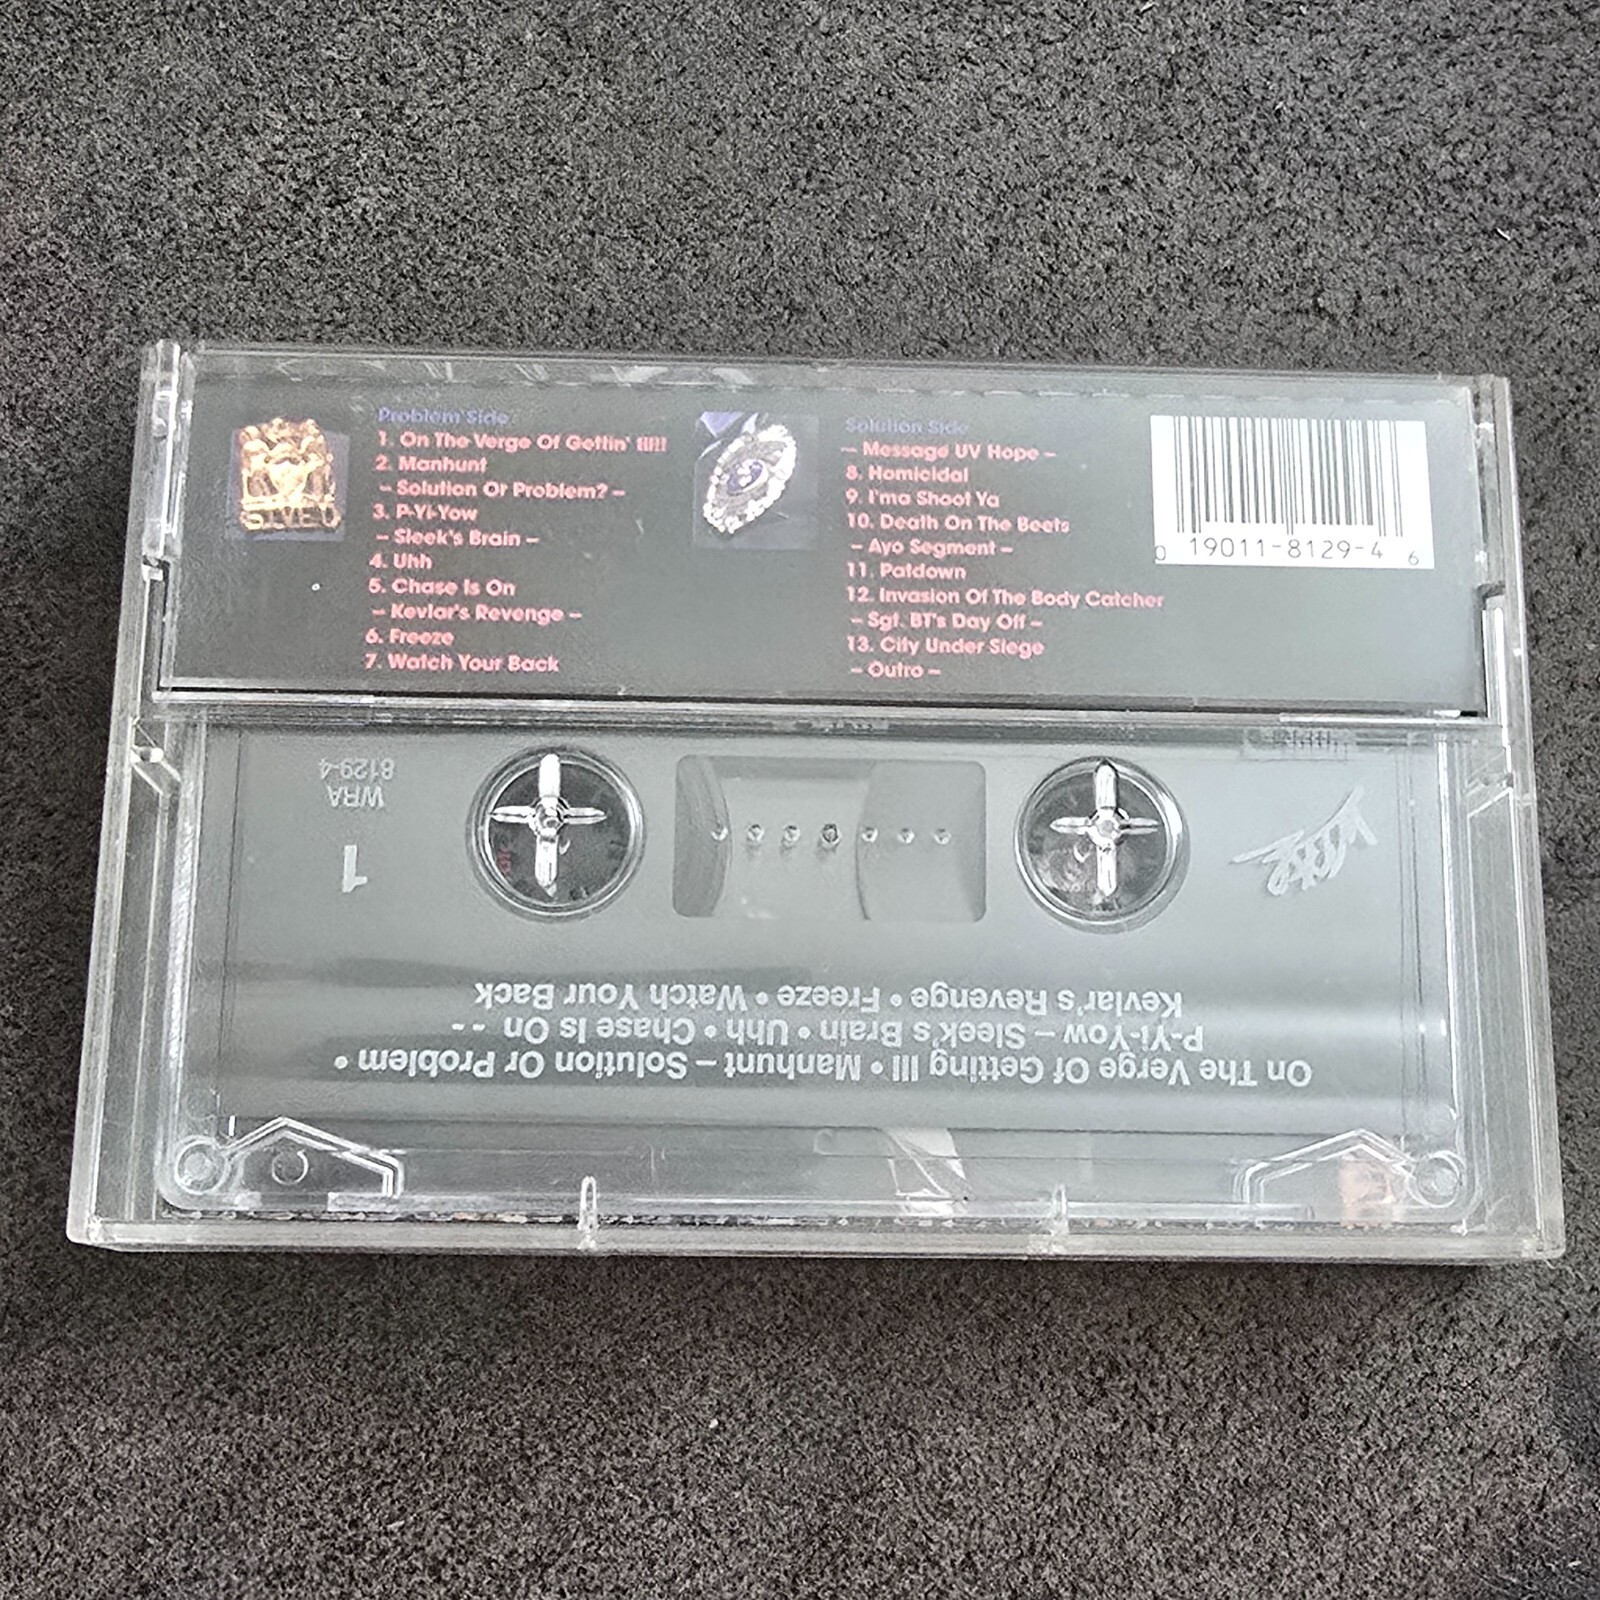 Problem Side
1. On The Verge Of Gettin' Ill!!!
2. Manhunt
– Solution Or Problem? –
3. P-Yi-Yow
– Sleek's Brain –
4. Uhh
5. Chase Is On
– Kevlar's Revenge –
6. Freeze
7. Watch Your Back
Solution Side
– Message UV Hope –
8. Homicidal
9. I'ma Shoot Ya
10. Death On The Beets
– Ayo Segment –
11. Patdown
12. Invasion Of The Body Catcher
– Sgt. BT's Day Off –
13. City Under Siege
– Outro –
0 19011-8129-4 6
WRA
8129-4
1
On The Verge Of Getting Ill • Manhunt – Solution Or Problem •
P-Yi-Yow – Sleek's Brain • Uhh • Chase Is On - -
Kevlar's Revenge • Freeze • Watch Your Back